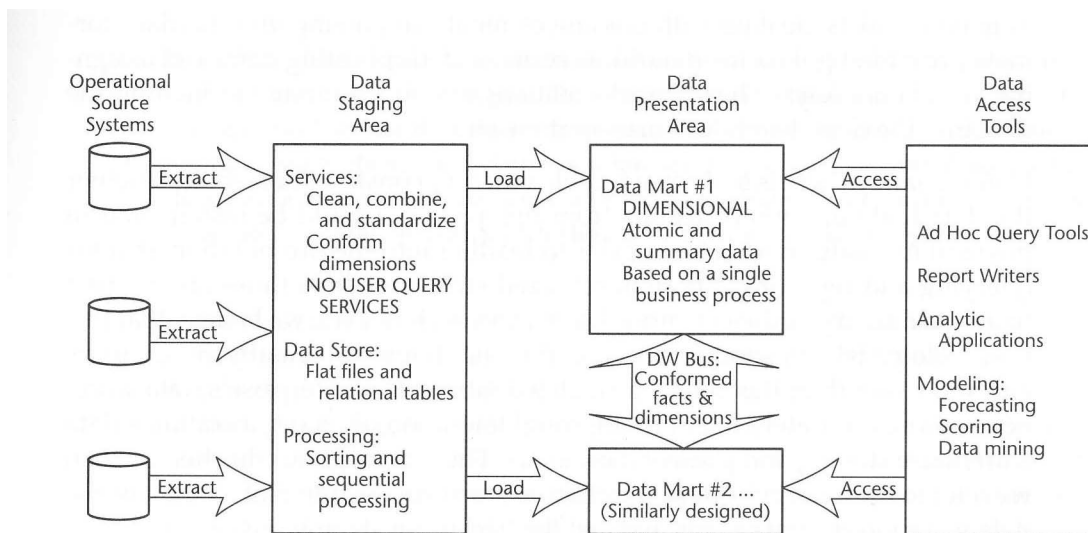 Operational
Source
Systems
Data
Staging
Area
Data
Presentation
Area
Data
Access
Tools
Extract
Extract
Extract
Services:
Clean, combine,
and standardize
Conform
dimensions
NO USER QUERY
SERVICES
Data Store:
Flat files and
relational tables
Processing:
Sorting and
sequential
processing
Load
Load
Data Mart #1
DIMENSIONAL
Atomic and
summary data
Based on a single
business process
DW Bus:
Conformed
facts &
dimensions
Data Mart #2 ...
(Similarly designed)
Access
Access
Ad Hoc Query Tools
Report Writers
Analytic
Applications
Modeling:
Forecasting
Scoring
Data mining